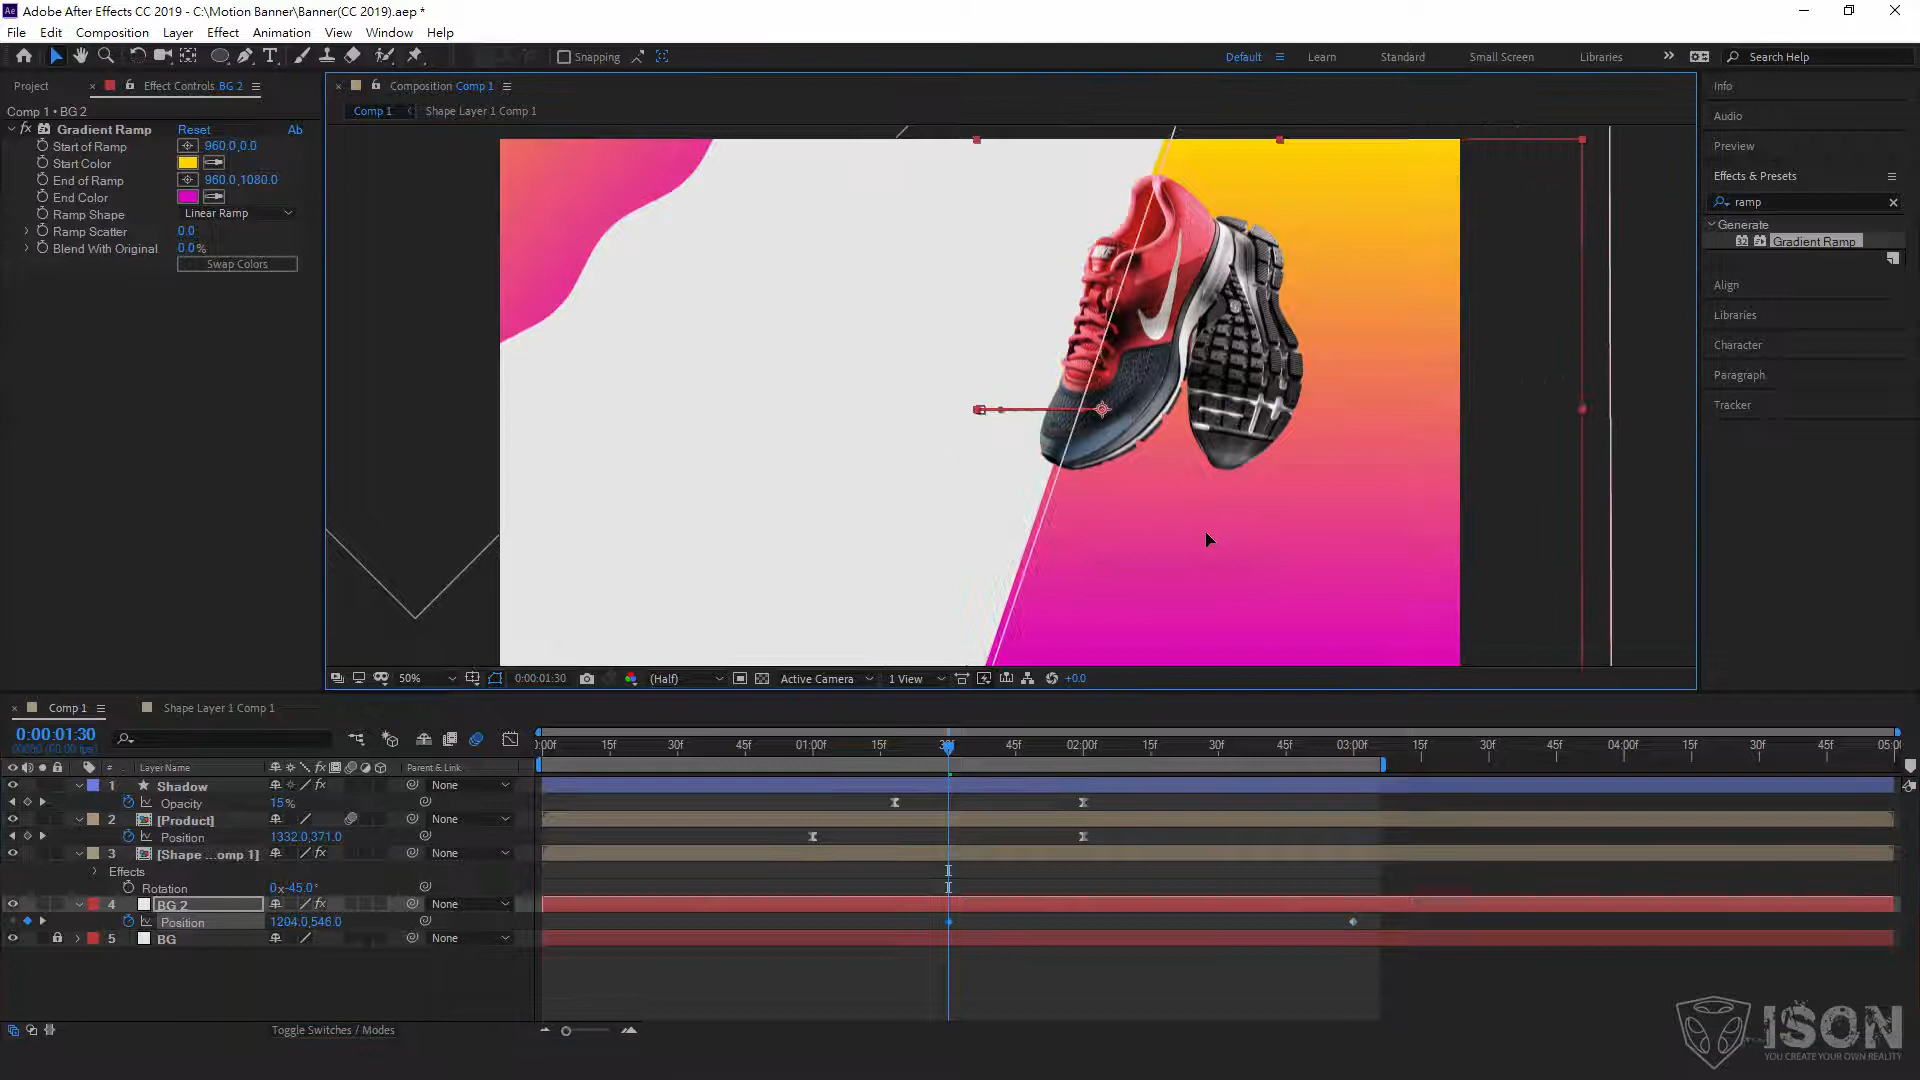 Adobe After Effects CC 2019 - C:\Motion Banner\Banner(CC 2019).aep *
File Edit Composition Layer Effect Animation View Window Help
Snapping
Default Learn Standard Small Screen Libraries
Search Help
Project Effect Controls BG 2
Composition Comp 1
Comp 1 • BG 2
Comp 1 Shape Layer 1 Comp 1
fx Gradient Ramp Reset Ab
Start of Ramp 960.0,0.0
Start Color
End of Ramp 960.0,1080.0
End Color
Ramp Shape Linear Ramp
Ramp Scatter 0.0
Blend With Original 0.0%
Swap Colors
Info
Audio
Preview
Effects & Presets
ramp
Generate
32 Gradient Ramp
Align
Libraries
Character
Paragraph
Tracker
50% 0:00:01:30 (Half) Active Camera 1 View +0.0
Comp 1 Shape Layer 1 Comp 1
0:00:01:30
:00f 15f 30f 45f 01:00f 15f 30f 45f 02:00f 15f 30f 45f 03:00f 15f 30f 45f 04:00f 15f 30f 45f 05:00f
# Layer Name fx Parent & Link
1 Shadow fx None
Opacity 15%
2 [Product] None
Position 1332.0,371.0
3 [Shape ...omp 1] fx None
Effects
Rotation 0x-45.0°
4 BG 2 fx None
Position 1204.0,546.0
5 BG None
Toggle Switches / Modes
ISON
YOU CREATE YOUR OWN REALITY